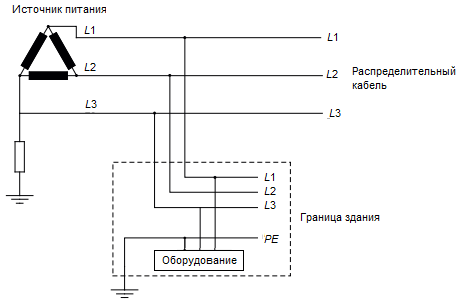 Источник питания
L1
L1
L2
L2
Распределительный
кабель
L3
L3
L1
L2
L3
Граница здания
PE
Оборудование